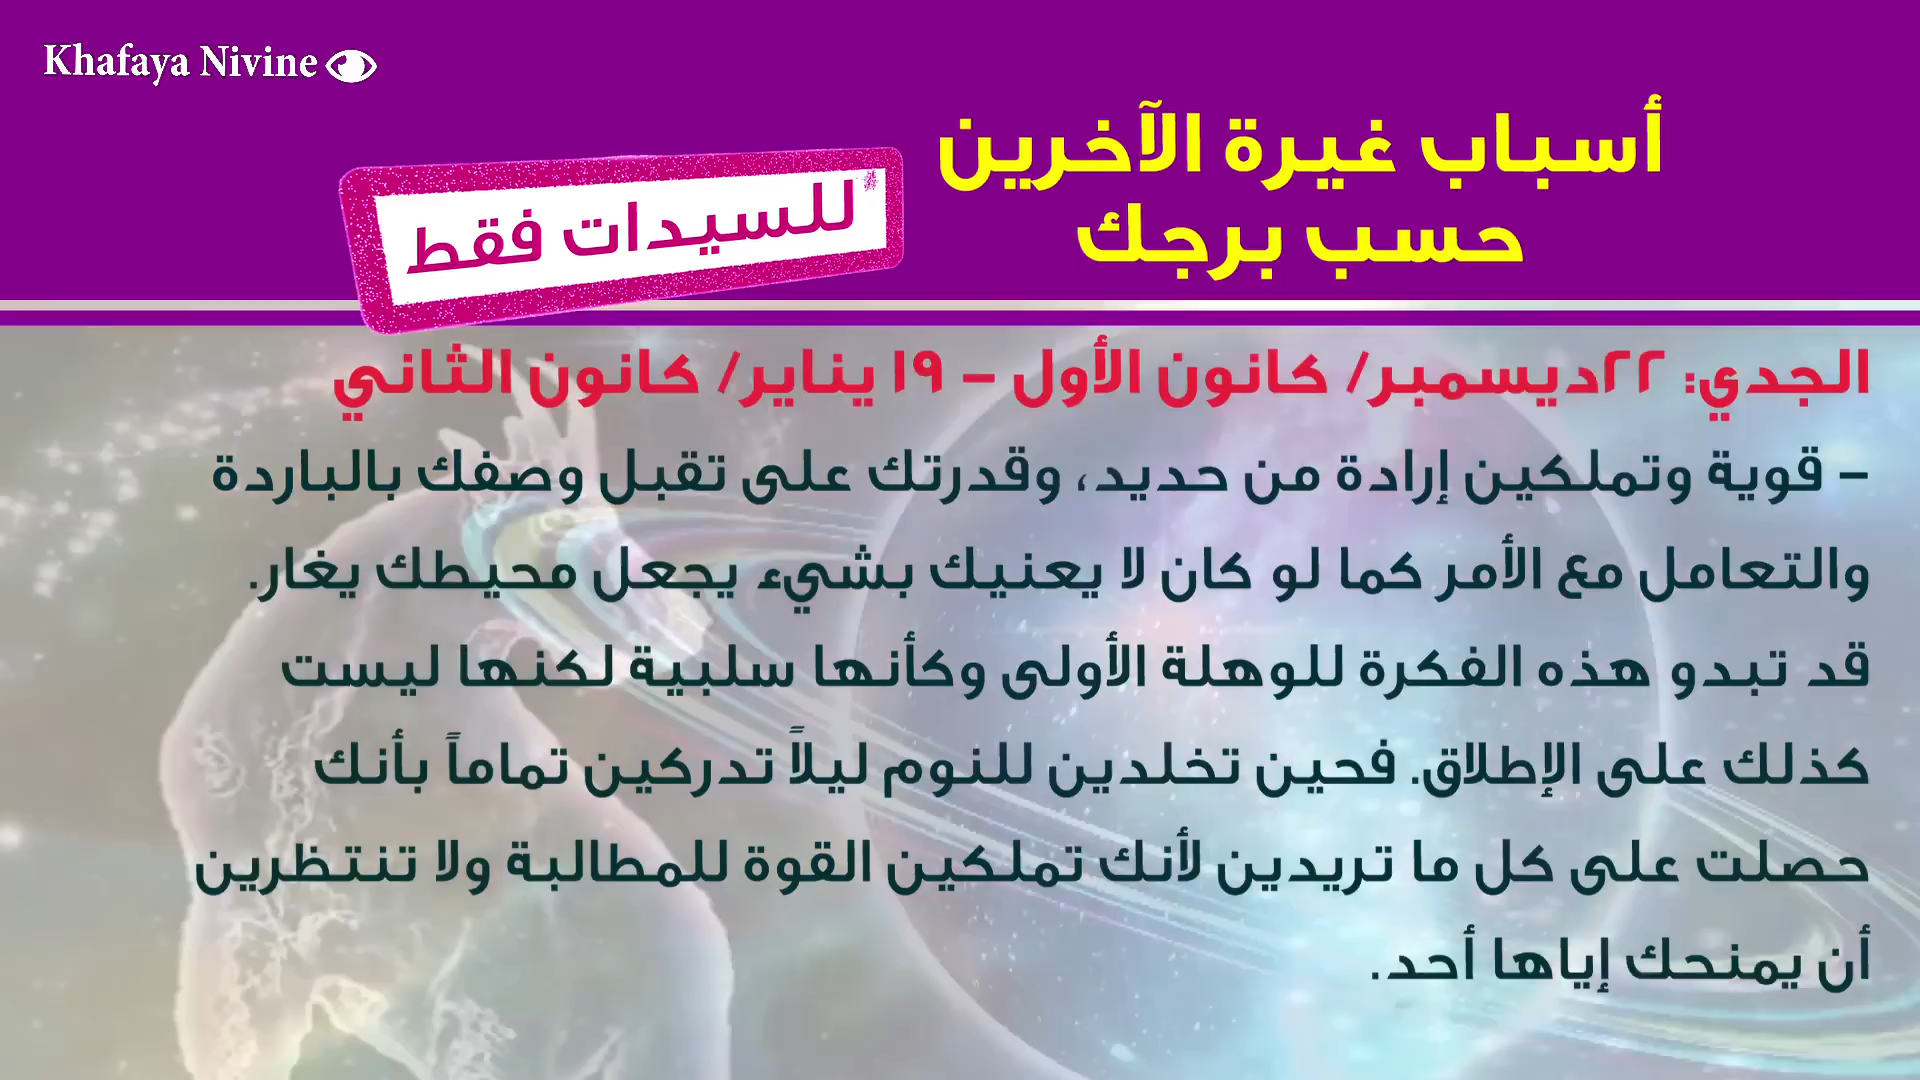 Khafaya Nivine
أسباب غيرة الآخرين
حسب برجك
للسيدات فقط
الجدي: ٢٢ديسمبر/ كانون الأول – ١٩ يناير/ كانون الثاني
– قوية وتملكين إرادة من حديد، وقدرتك على تقبل وصفك بالباردة
والتعامل مع الأمر كما لو كان لا يعنيك بشيء يجعل محيطك يغار.
قد تبدو هذه الفكرة للوهلة الأولى وكأنها سلبية لكنها ليست
كذلك على الإطلاق. فحين تخلدين للنوم ليلاً تدركين تماماً بأنك
حصلت على كل ما تريدين لأنك تملكين القوة للمطالبة ولا تنتظرين
أن يمنحك إياها أحد.